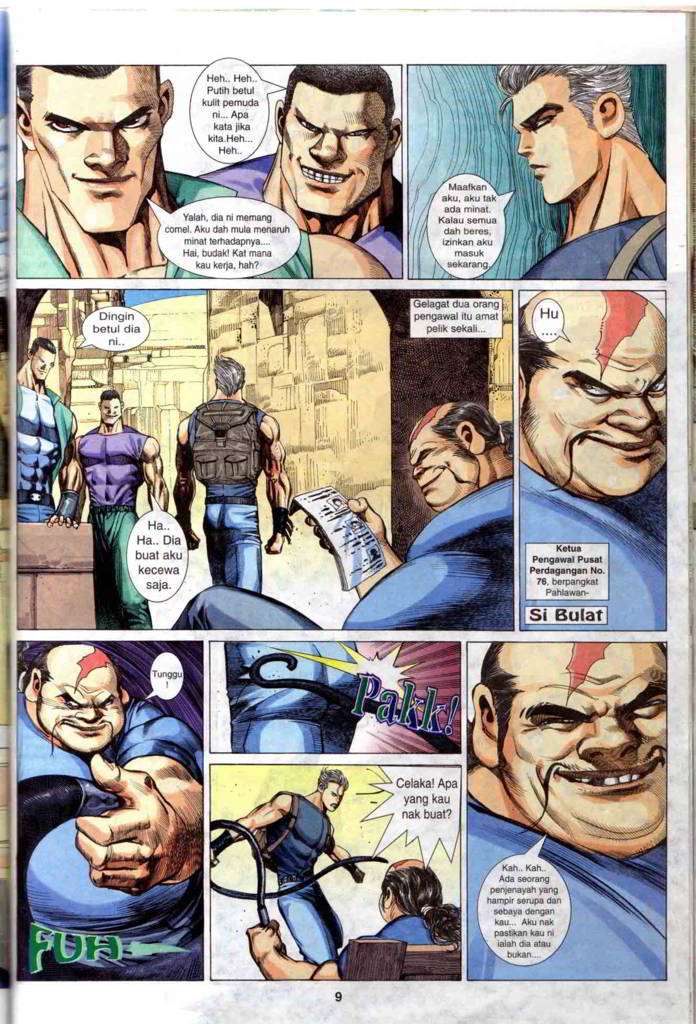 Heh.. Heh..
Putih betul
kulit pemuda
ni... Apa
kata jika
kita.Heh...
Heh..
Yalah, dia ni memang
comel. Aku dah mula menaruh
minat terhadapnya....
Hai, budak! Kat mana
kau kerja, hah?
Maafkan
aku, aku tak
ada minat.
Kalau semua
dah beres,
izinkan aku
masuk
sekarang.
Dingin
betul dia
ni..
Ha..
Ha.. Dia
buat aku
kecewa
saja.
Gelagat dua orang
pengawal itu amat
pelik sekali...
Hu
....
Ketua
Pengawal Pusat
Perdagangan No.
76, berpangkat
Pahlawan-
Si Bulat
Tunggu
!
FUH
Pakk!
Celaka! Apa
yang kau
nak buat?
Kah.. Kah..
Ada seorang
penjenayah yang
hampir serupa dan
sebaya dengan
kau... Aku nak
pastikan kau ni
ialah dia atau
bukan....
9